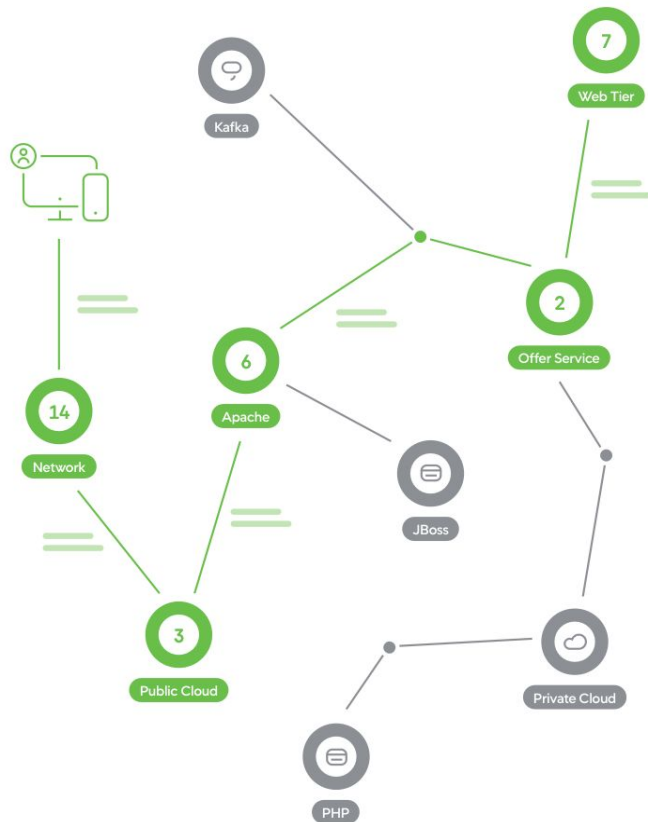 7
Web Tier
Kafka
2
Offer Service
6
Apache
14
Network
JBoss
3
Public Cloud
Private Cloud
PHP